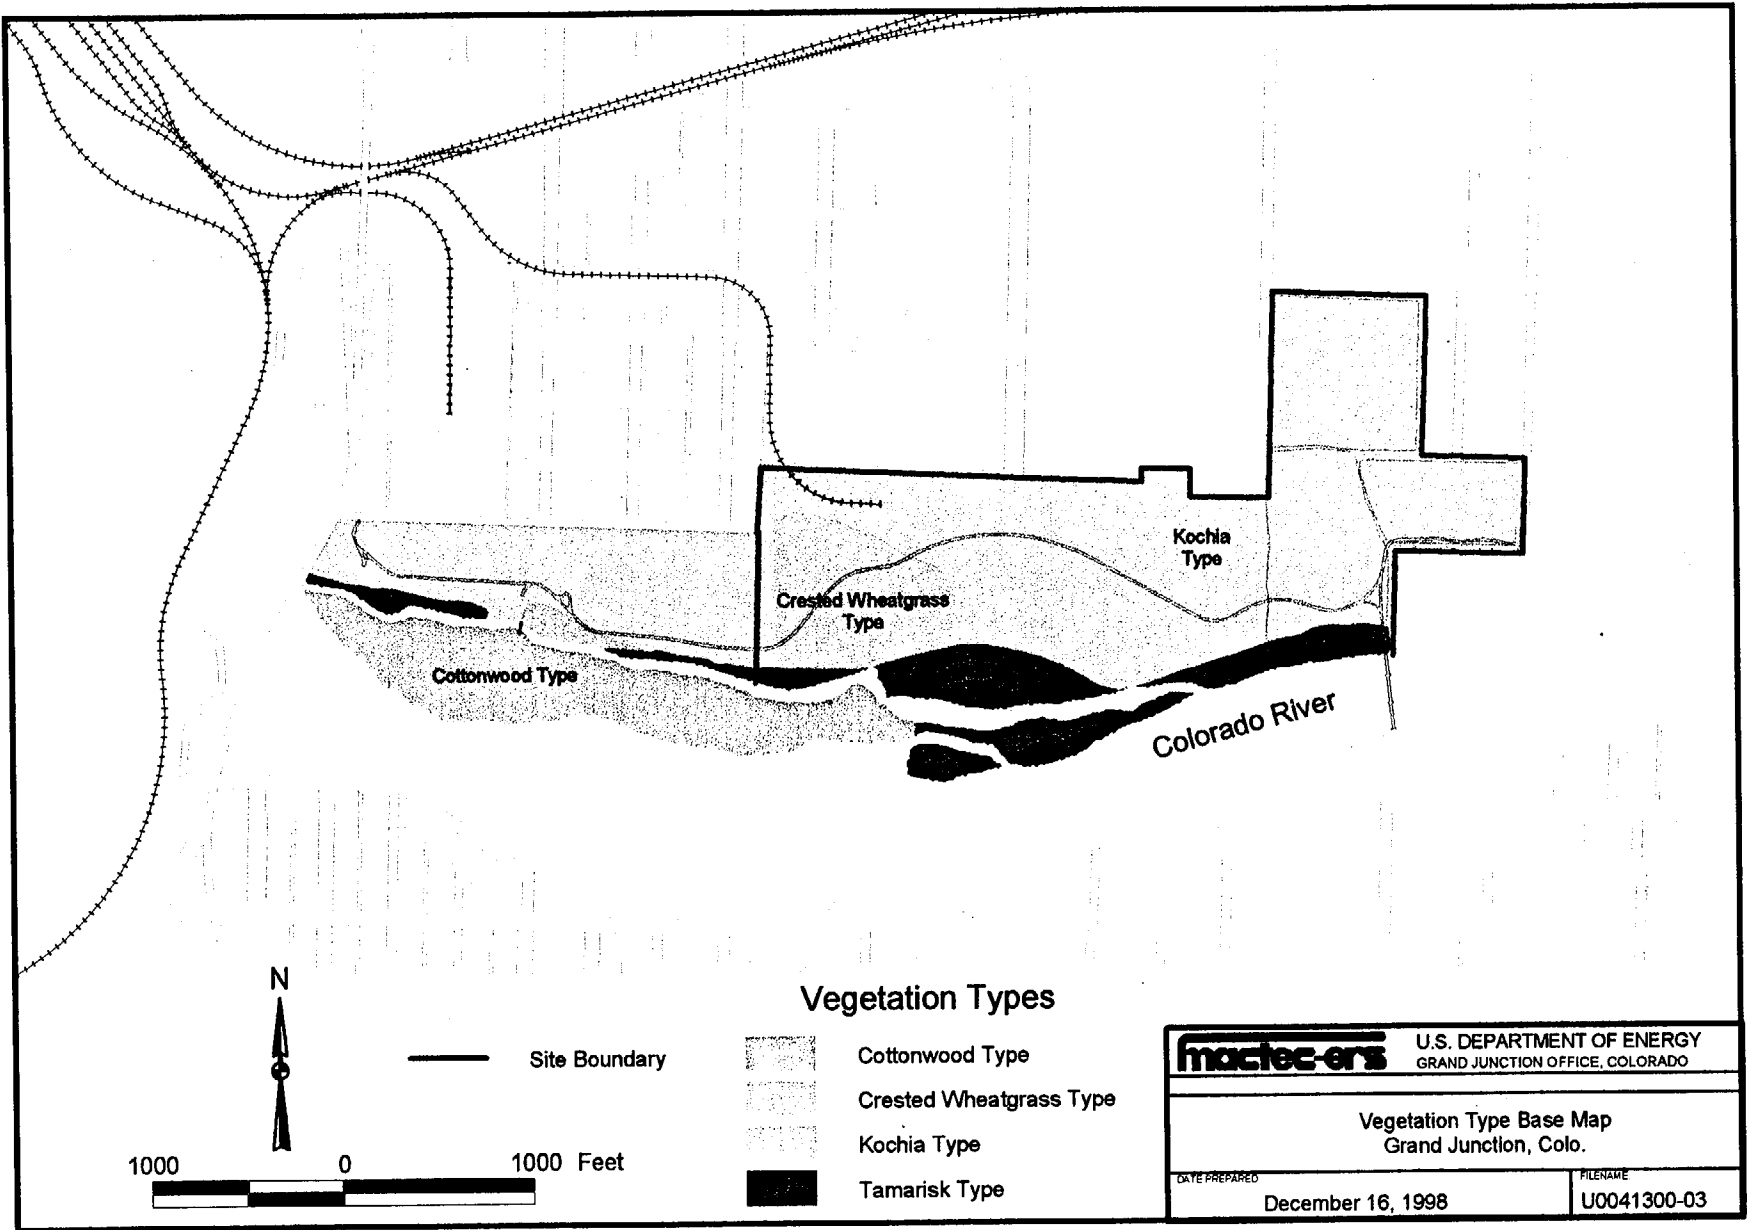 Kochia
Type
Crested Wheatgrass
Type
Cottonwood Type
Colorado River
N
Site Boundary
1000 0 1000 Feet
Vegetation Types
Cottonwood Type
Crested Wheatgrass Type
Kochia Type
Tamarisk Type
mactec-ers
U.S. DEPARTMENT OF ENERGY
GRAND JUNCTION OFFICE, COLORADO
Vegetation Type Base Map
Grand Junction, Colo.
DATE PREPARED
December 16, 1998
FILENAME
U0041300-03